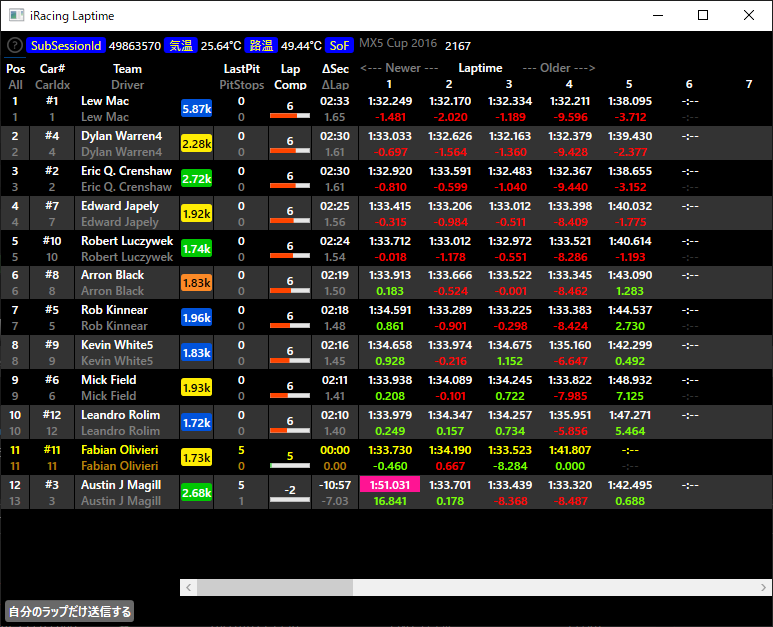 iRacing Laptime
? SubSessionId 49863570 気温 25.64℃ 路温 49.44℃ SoF MX5 Cup 2016 2167
Pos Car# Team LastPit Lap ΔSec <--- Newer --- Laptime --- Older --->
All CarIdx Driver PitStops Comp ΔLap 1 2 3 4 5 6 7
1 #1 Lew Mac 5.87k 0 6 02:33 1:32.249 1:32.170 1:32.334 1:32.211 1:38.095 -:--
1 1 Lew Mac 0 1.65 -1.481 -2.020 -1.189 -9.596 -3.712 -:--
2 #4 Dylan Warren4 2.28k 0 6 02:30 1:33.033 1:32.626 1:32.163 1:32.379 1:39.430 -:--
2 4 Dylan Warren4 0 1.61 -0.697 -1.564 -1.360 -9.428 -2.377 -:--
3 #2 Eric Q. Crenshaw 2.72k 0 6 02:30 1:32.920 1:33.591 1:32.483 1:32.367 1:38.655 -:--
3 2 Eric Q. Crenshaw 0 1.61 -0.810 -0.599 -1.040 -9.440 -3.152 -:--
4 #7 Edward Japely 1.92k 0 6 02:25 1:33.415 1:33.206 1:33.012 1:33.398 1:40.032 -:--
4 7 Edward Japely 0 1.56 -0.315 -0.984 -0.511 -8.409 -1.775 -:--
5 #10 Robert Luczywek 1.74k 0 6 02:24 1:33.712 1:33.012 1:32.972 1:33.521 1:40.614 -:--
5 10 Robert Luczywek 0 1.54 -0.018 -1.178 -0.551 -8.286 -1.193 -:--
6 #8 Arron Black 1.83k 0 6 02:19 1:33.913 1:33.666 1:33.522 1:33.345 1:43.090 -:--
6 8 Arron Black 0 1.50 0.183 -0.524 -0.001 -8.462 1.283 -:--
7 #5 Rob Kinnear 1.96k 0 6 02:18 1:34.591 1:33.289 1:33.225 1:33.383 1:44.537 -:--
7 5 Rob Kinnear 0 1.48 0.861 -0.901 -0.298 -8.424 2.730 -:--
8 #9 Kevin White5 1.83k 0 6 02:16 1:34.658 1:33.974 1:34.675 1:35.160 1:42.299 -:--
8 9 Kevin White5 0 1.45 0.928 -0.216 1.152 -6.647 0.492 -:--
9 #6 Mick Field 1.93k 0 6 02:11 1:33.938 1:34.089 1:34.245 1:33.822 1:48.932 -:--
9 6 Mick Field 0 1.41 0.208 -0.101 0.722 -7.985 7.125 -:--
10 #12 Leandro Rolim 1.72k 0 6 02:10 1:33.979 1:34.347 1:34.257 1:35.951 1:47.271 -:--
10 12 Leandro Rolim 0 1.40 0.249 0.157 0.734 -5.856 5.464 -:--
11 #11 Fabian Olivieri 1.73k 5 5 00:00 1:33.730 1:34.190 1:33.523 1:41.807 -:--
11 11 Fabian Olivieri 0 0.00 -0.460 0.667 -8.284 0.000 -:--
12 #3 Austin J Magill 2.68k 5 -2 -10:57 1:51.031 1:33.701 1:33.439 1:33.320 1:42.495 -:--
13 3 Austin J Magill 1 -7.03 16.841 0.178 -8.368 -8.487 0.688 -:--
自分のラップだけ送信する